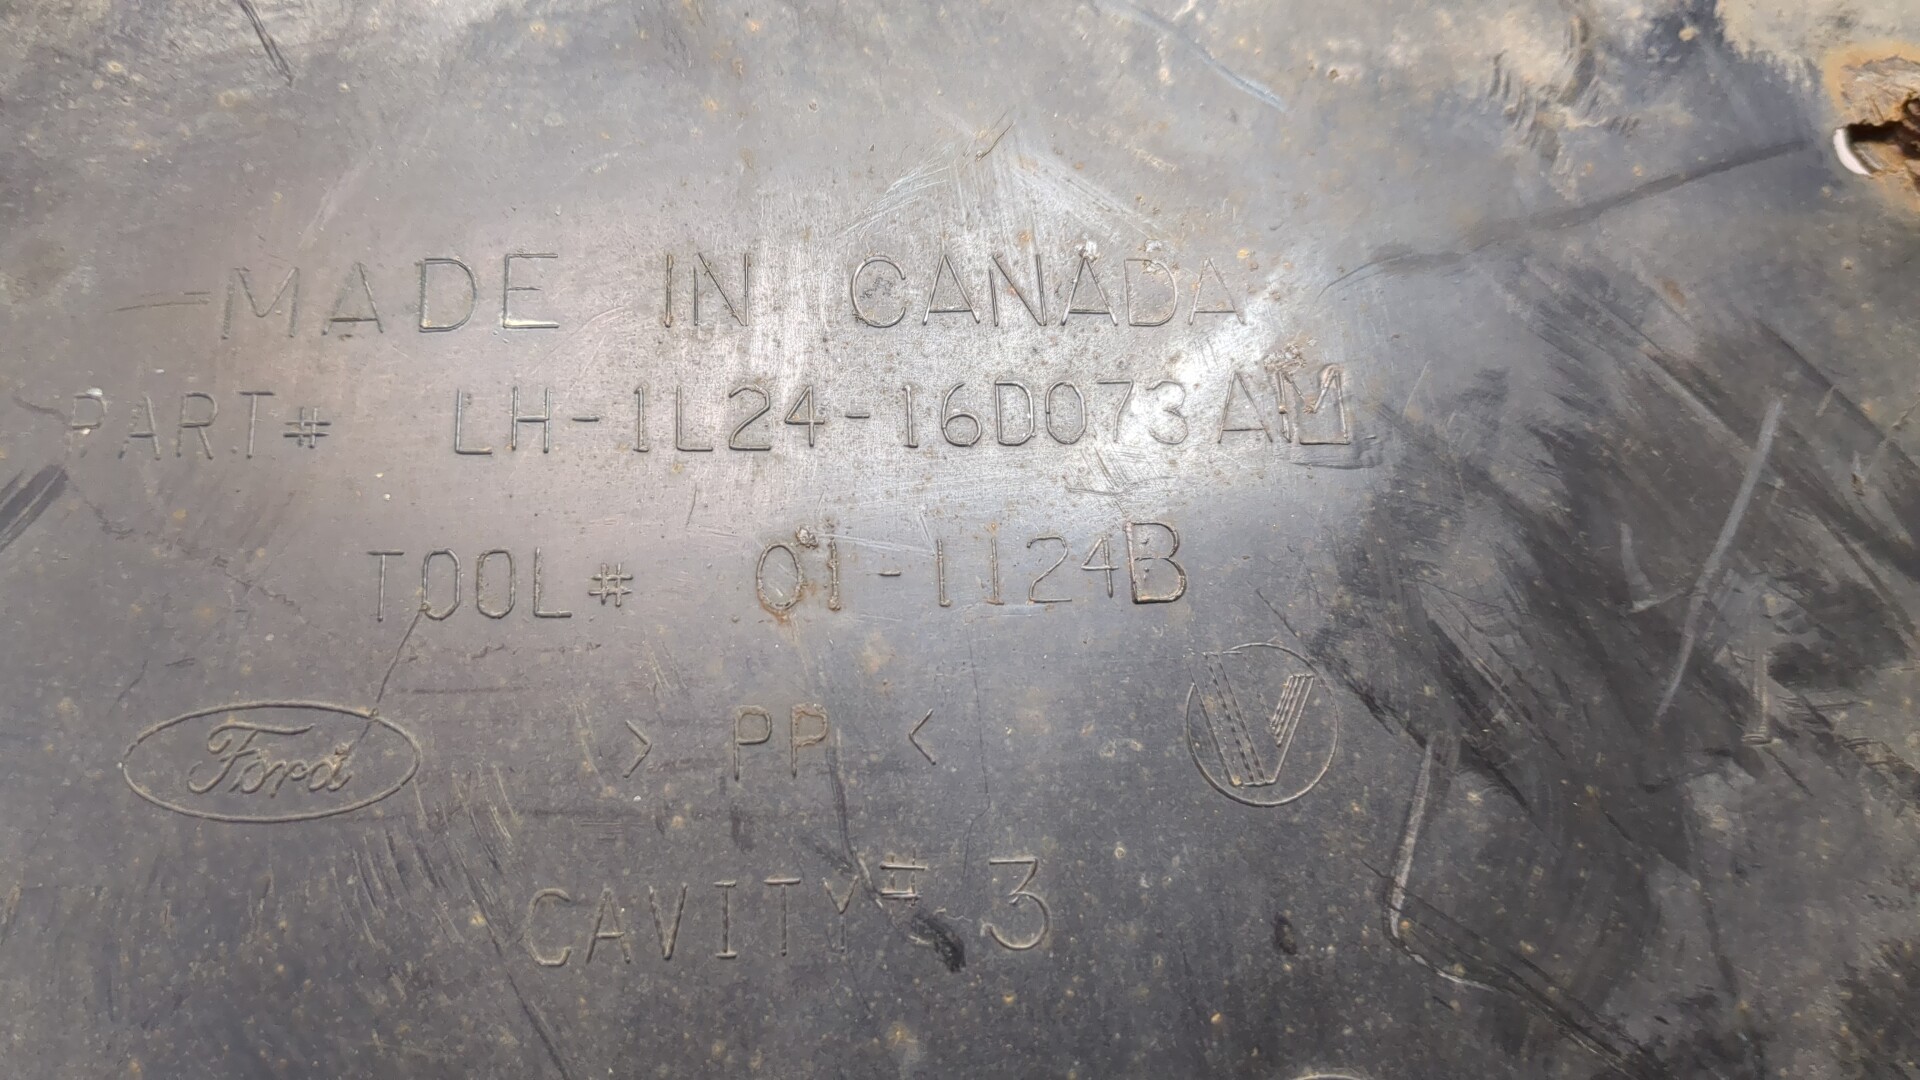 MADE IN CANADA
PART# LH-1L24-16D073AM
TOOL# 01-1124B
Ford >PP< V
CAVITY# 3